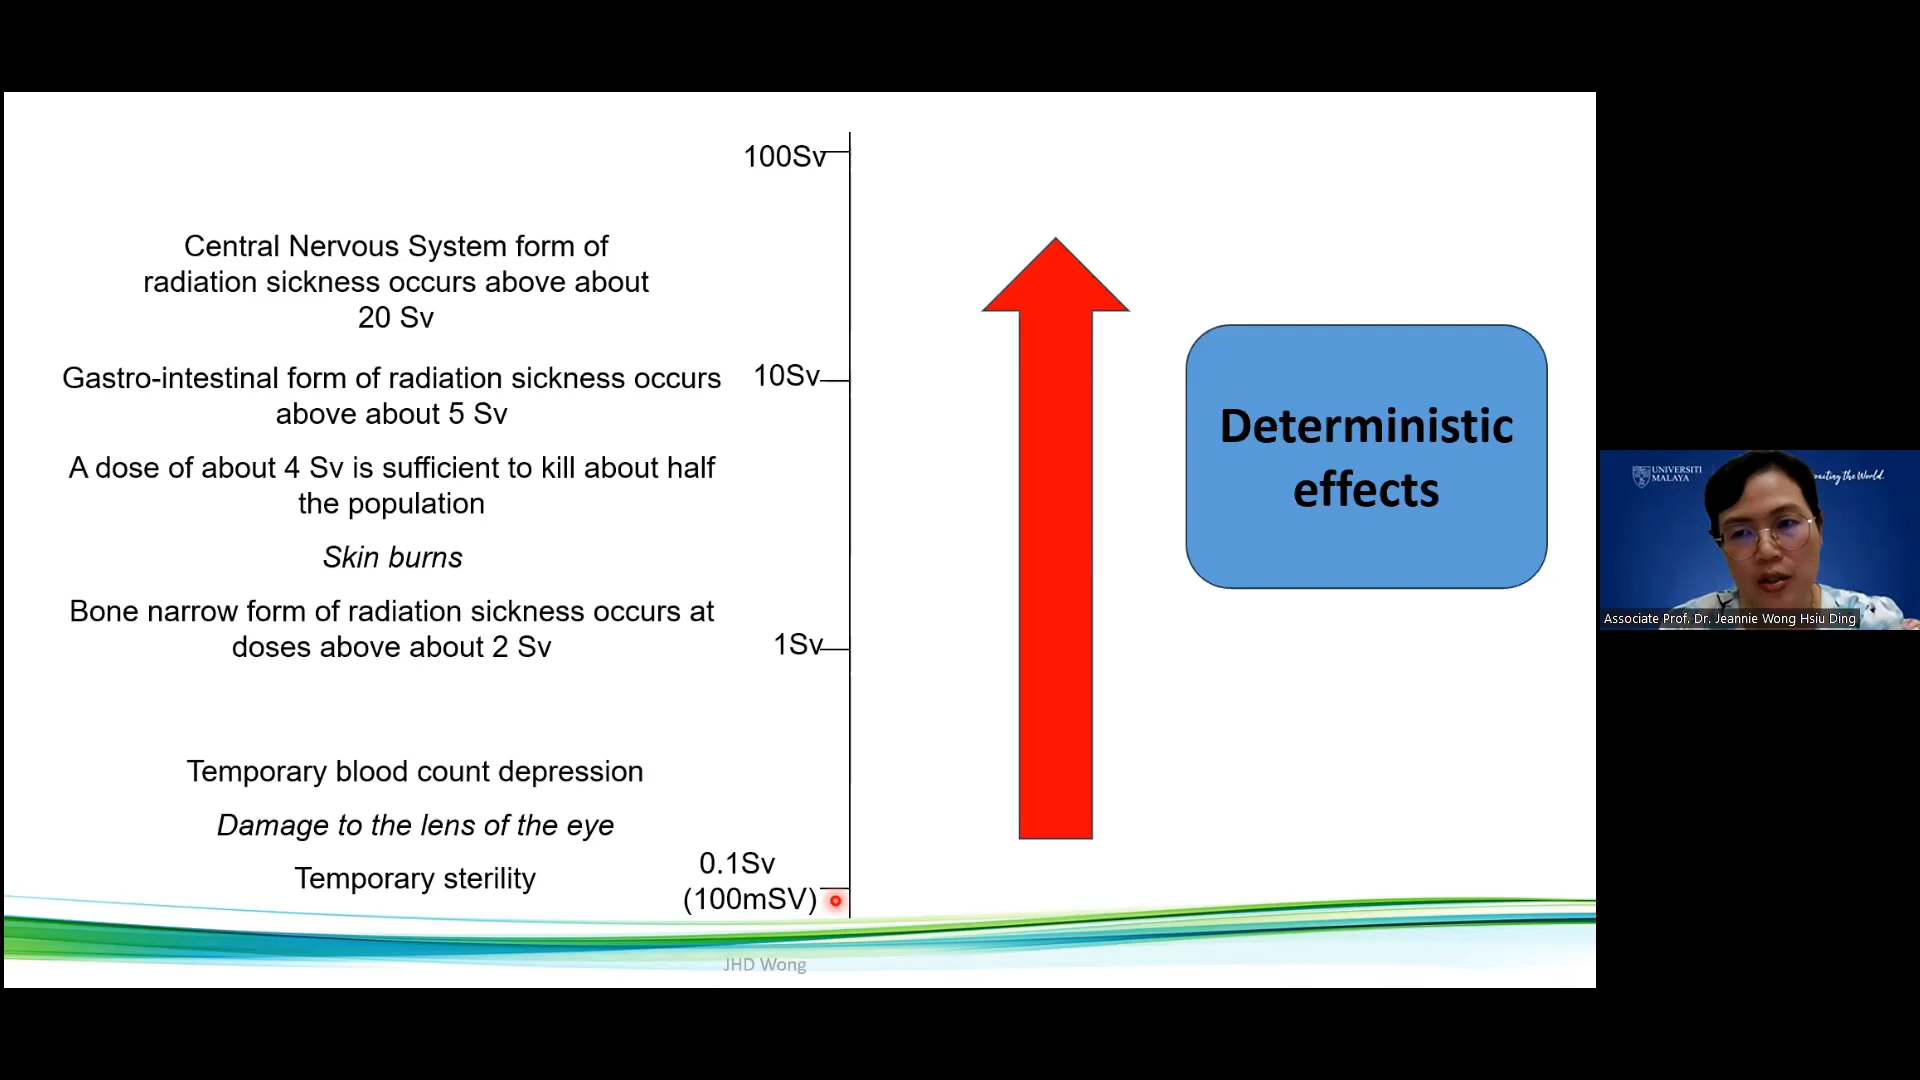 100Sv
Central Nervous System form of
radiation sickness occurs above about
20 Sv
Gastro-intestinal form of radiation sickness occurs
above about 5 Sv
10Sv
A dose of about 4 Sv is sufficient to kill about half
the population
Skin burns
Bone narrow form of radiation sickness occurs at
doses above about 2 Sv
1Sv
Temporary blood count depression
Damage to the lens of the eye
Temporary sterility
0.1Sv
(100mSV)
Deterministic
effects
JHD Wong
UNIVERSITI
MALAYA
the World.
Associate Prof. Dr. Jeannie Wong Hsiu Ding